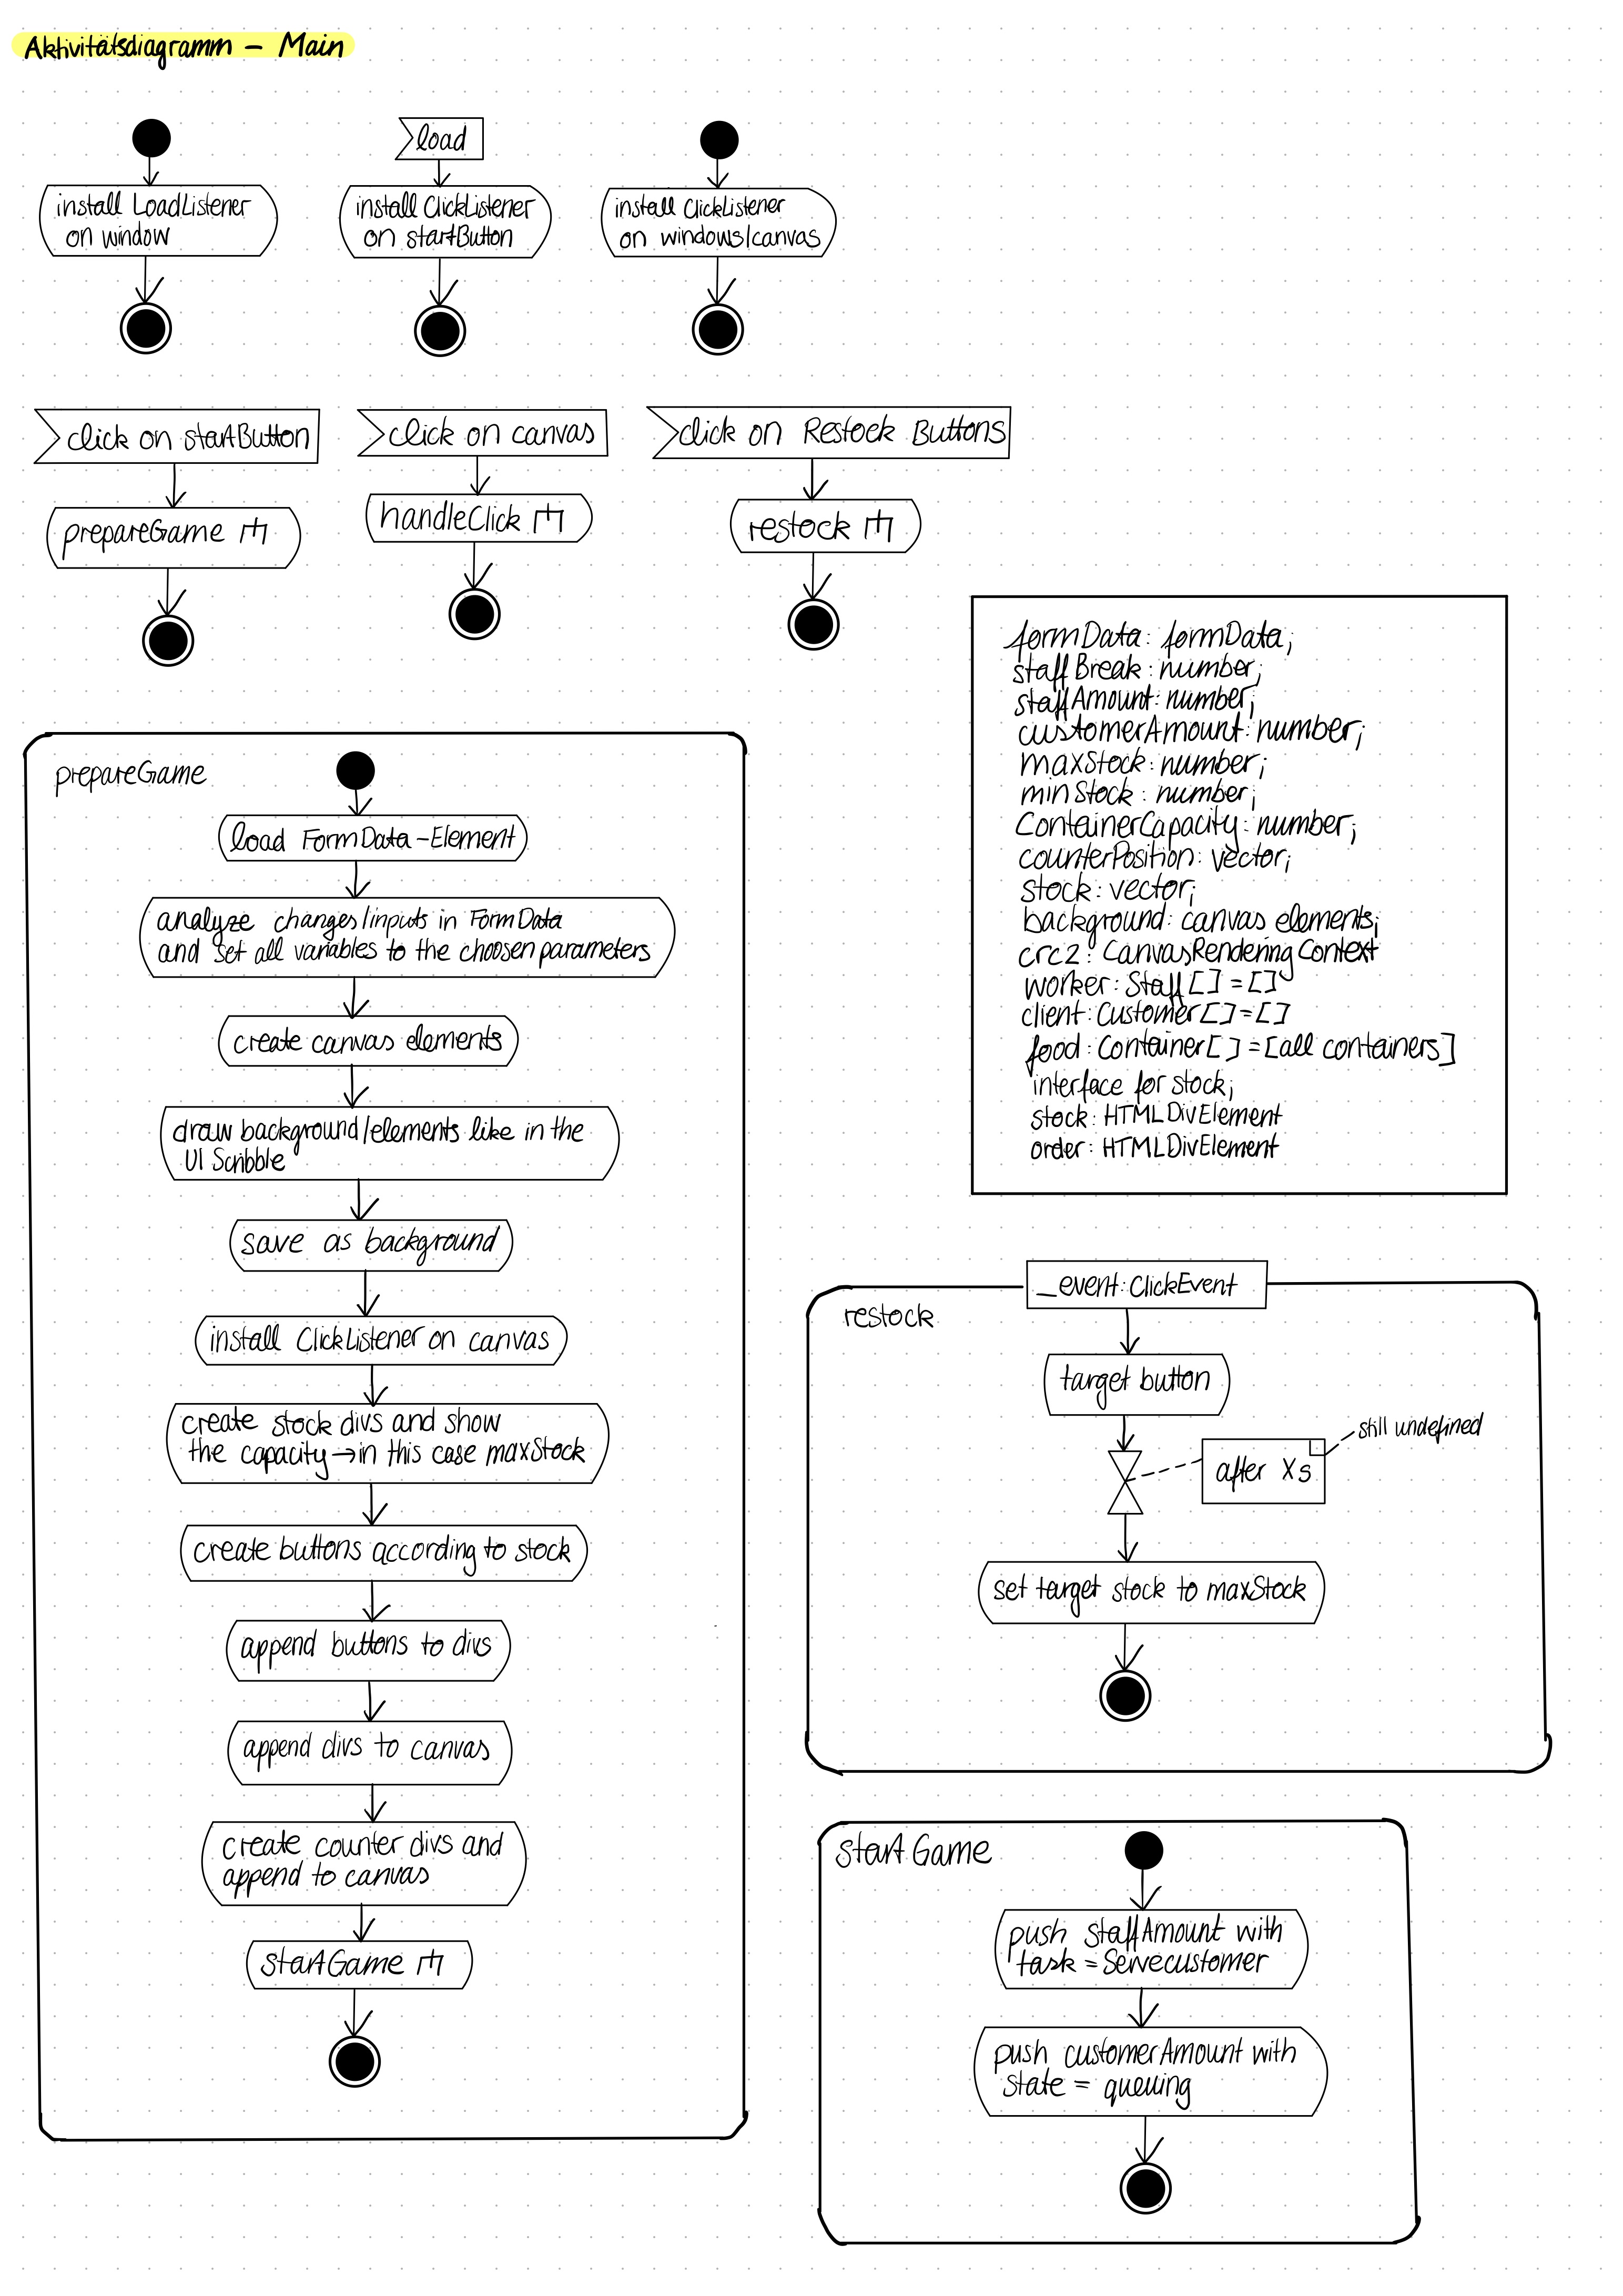 Aktivitätsdiagramm – Main
install LoadListener
on window
load
install ClickListener
on startButton
install ClickListener
on windows/canvas
click on startButton
prepareGame
click on canvas
handleClick
click on Restock Buttons
restock
formData: formData;
staffBreak: number;
staffAmount: number;
customerAmount: number;
maxStock: number;
minStock: number;
ContainerCapacity: number;
counterPosition: vector;
stock: vector;
background: canvas elements;
crc2: CanvasRenderingContext
worker: Staff[] = []
client: Customer[] = []
food: Container[] = [all containers]
interface for stock;
stock: HTMLDivElement
order: HTMLDivElement
prepareGame
load FormData-Element
analyze changes/inputs in FormData
and set all variables to the choosen parameters
create canvas elements
draw background/elements like in the
UI Scribble
save as background
install ClickListener on canvas
create stock divs and show
the capacity → in this case maxStock
create buttons according to stock
append buttons to divs
append divs to canvas
create counter divs and
append to canvas
startGame
restock
_event: ClickEvent
target button
after Xs
still undefined
set target stock to maxStock
startGame
push StaffAmount with
task = Servecustomer
push customerAmount with
state = queuing